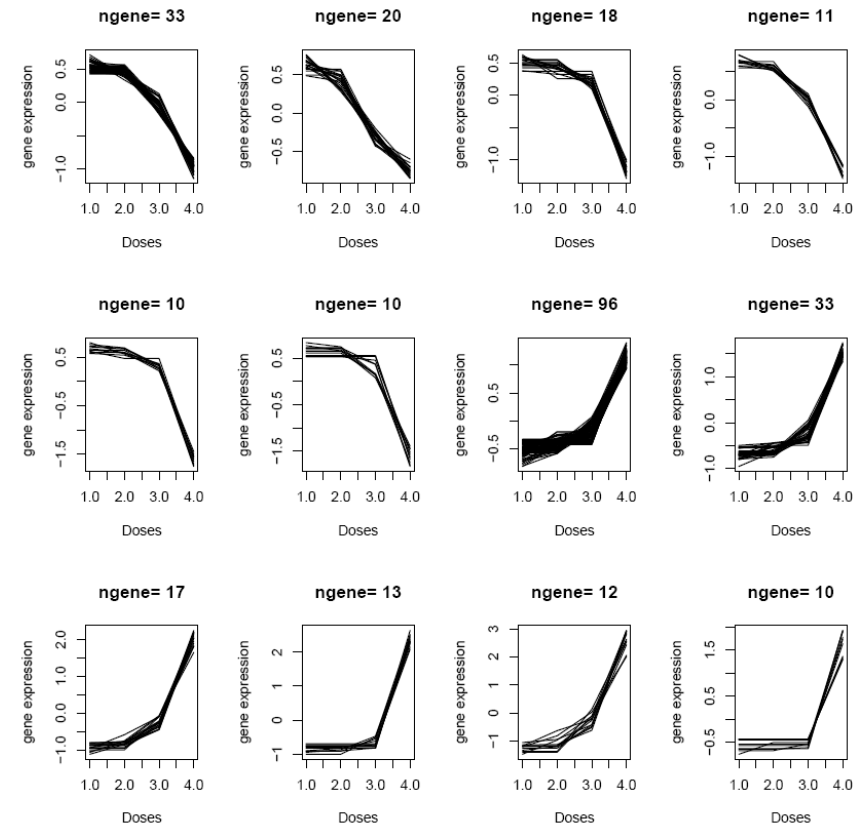 ngene= 33 ngene= 20 ngene= 18 ngene= 11
gene expression gene expression gene expression gene expression
0.5 0.5 0.5
0.0 0.0 0.0 0.0
−0.5
−1.0 −1.0 −1.0
1.0 2.0 3.0 4.0 1.0 2.0 3.0 4.0 1.0 2.0 3.0 4.0 1.0 2.0 3.0 4.0
Doses Doses Doses Doses
ngene= 10 ngene= 10 ngene= 96 ngene= 33
gene expression gene expression gene expression gene expression
0.5 0.5 0.5 1.0
−0.5 −0.5 −0.5 0.0
−1.5 −1.5 −1.0
1.0 2.0 3.0 4.0 1.0 2.0 3.0 4.0 1.0 2.0 3.0 4.0 1.0 2.0 3.0 4.0
Doses Doses Doses Doses
ngene= 17 ngene= 13 ngene= 12 ngene= 10
gene expression gene expression gene expression gene expression
2.0 2 3 1.5
1.0 1 2 0.5
0.0 0 1 −0.5
−1.0 −1 −1
1.0 2.0 3.0 4.0 1.0 2.0 3.0 4.0 1.0 2.0 3.0 4.0 1.0 2.0 3.0 4.0
Doses Doses Doses Doses